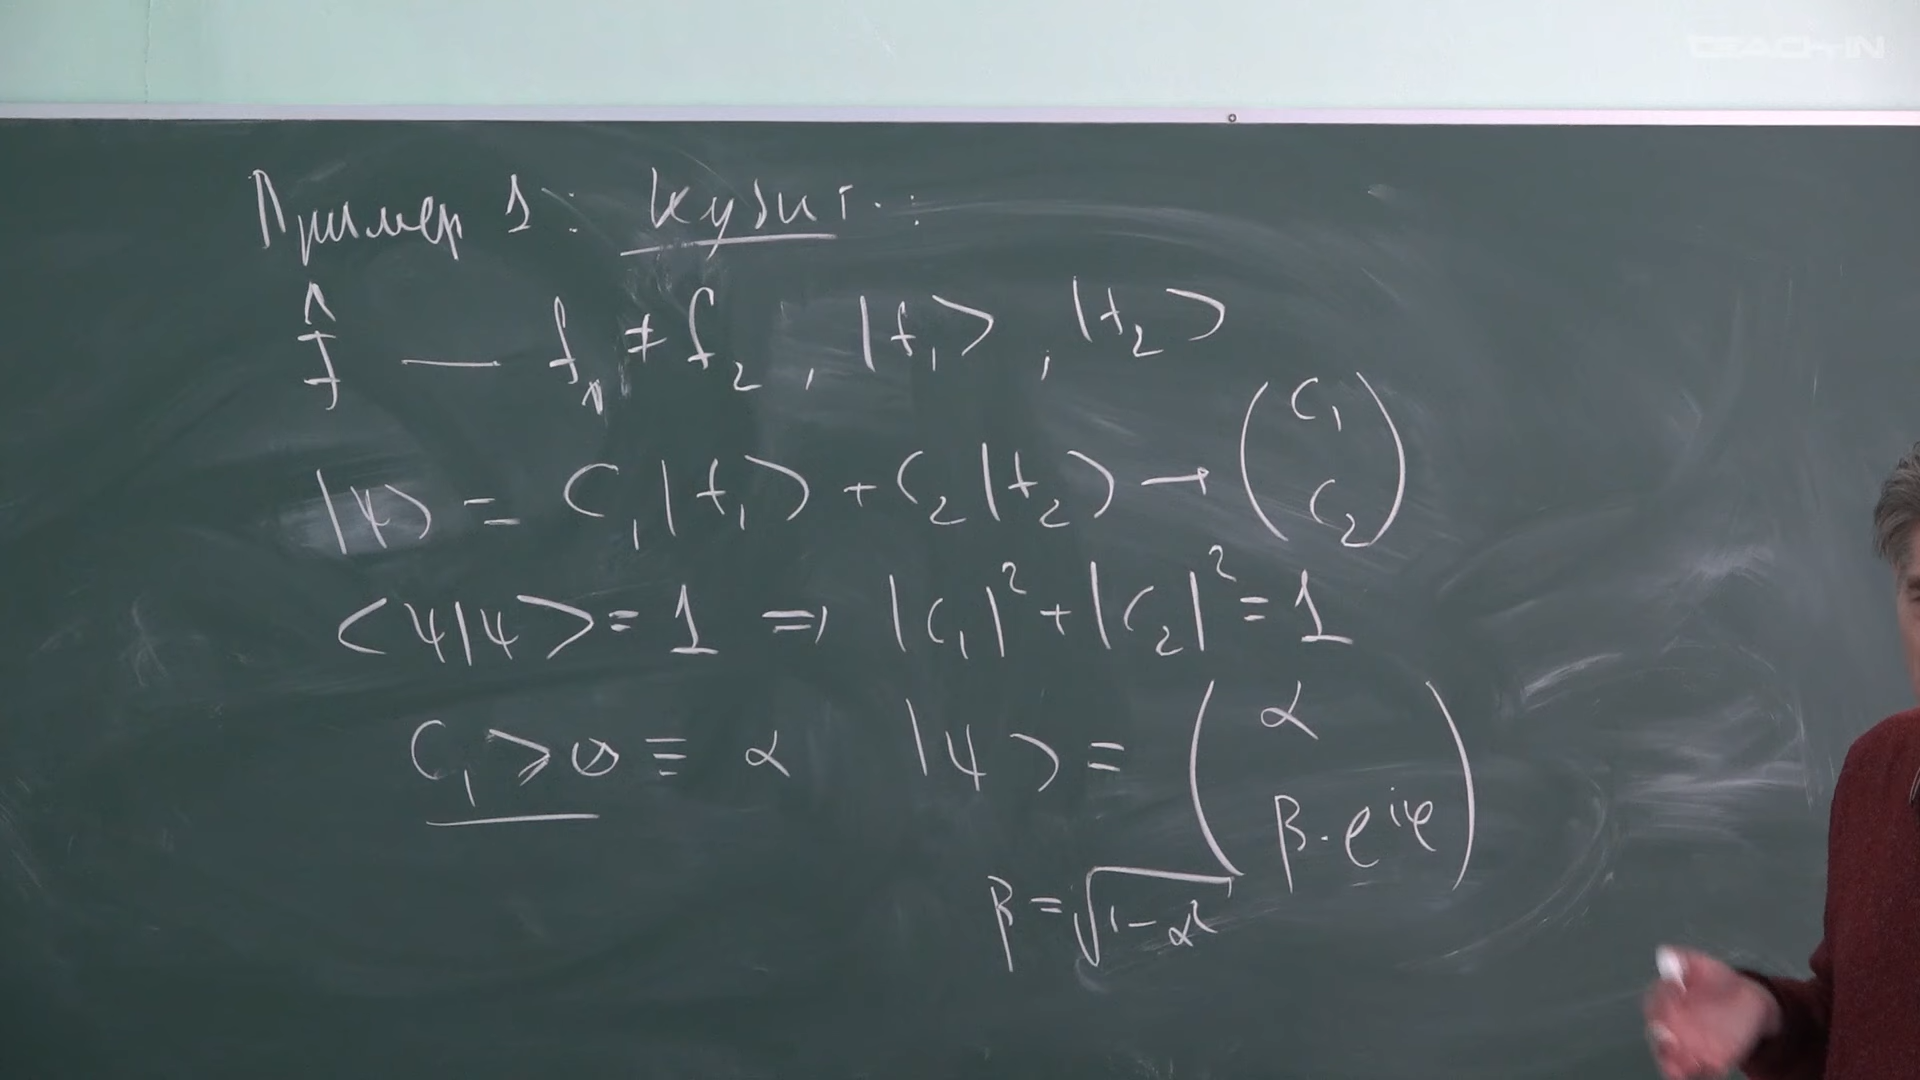 TEACH-IN
Пример 1: кубит.:
f̂ — f₁ ≠ f₂, |f₁⟩, |f₂⟩
|ψ⟩ = C₁|f₁⟩ + C₂|f₂⟩ → (C₁ C₂)
<ψ|ψ> = 1 ⇒ |C₁|² + |C₂|² = 1
C₁ > 0 ≡ α |ψ> = (α β·e^{iφ})
β = √(1-α²)